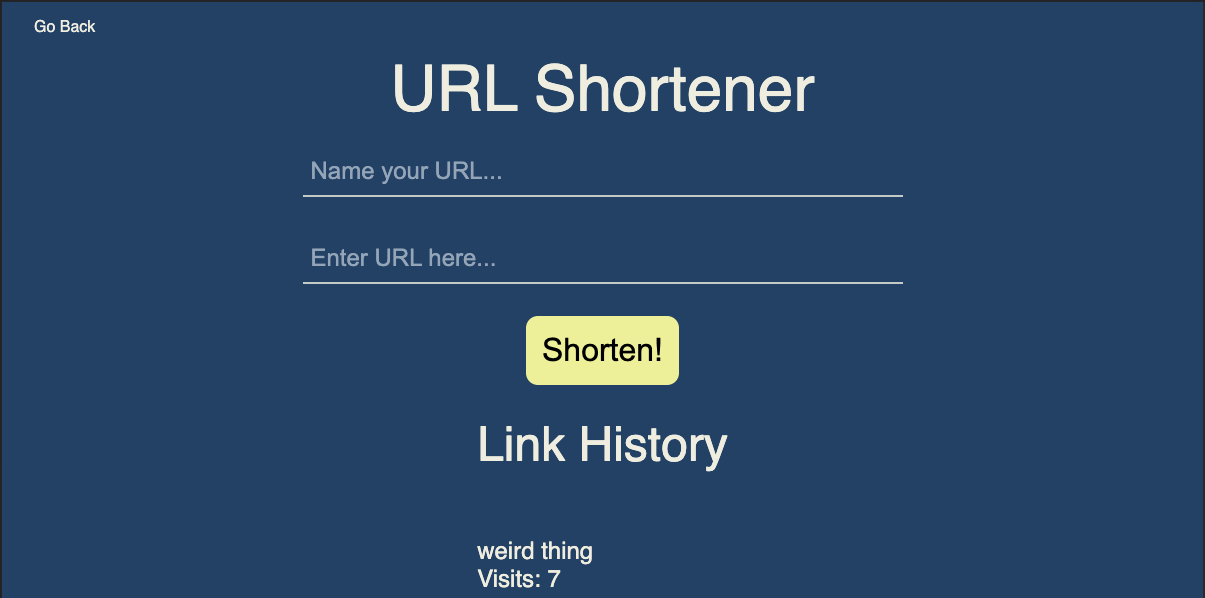 Go Back
URL Shortener
Name your URL...
Enter URL here...
Shorten!
Link History
weird thing
Visits: 7